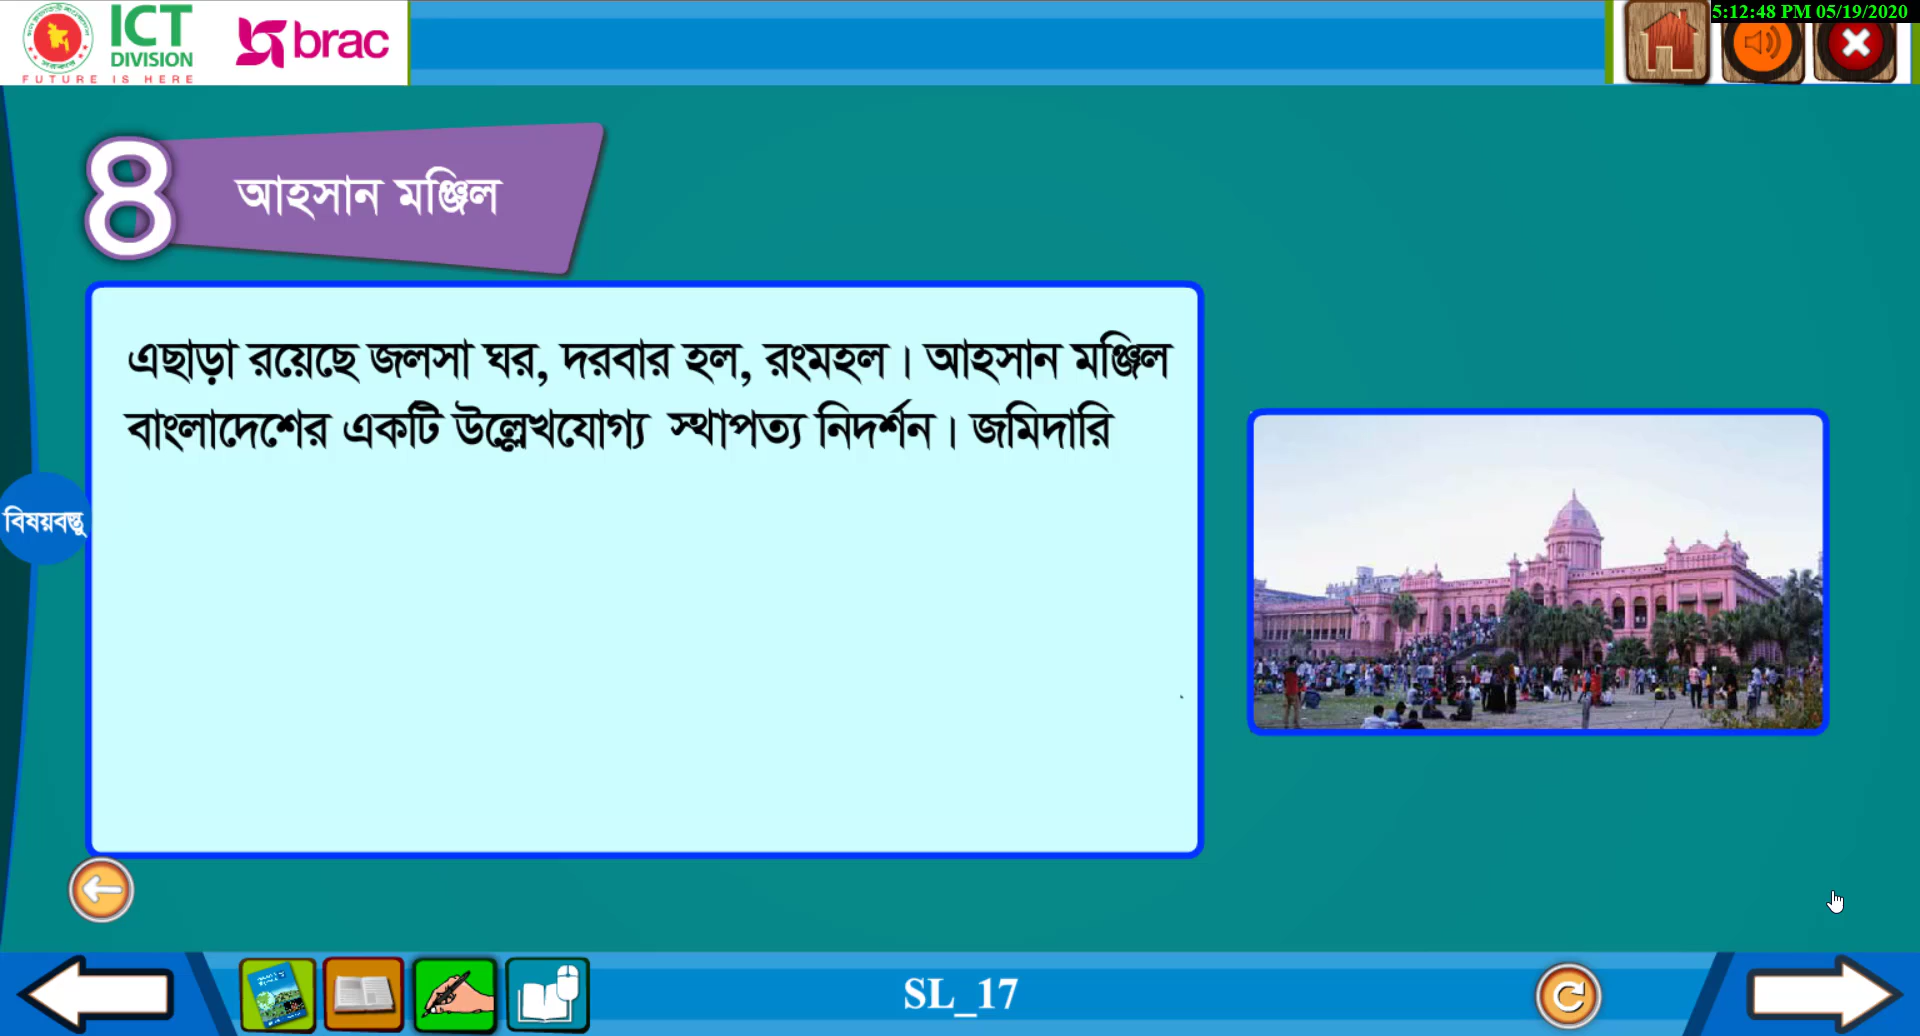 ICT
DIVISION
FUTURE IS HERE
brac
5:12:48 PM 05/19/2020
৪
আহসান মঞ্জিল
এছাড়া রয়েছে জলসা ঘর, দরবার হল, রংমহল। আহসান মঞ্জিল
বাংলাদেশের একটি উল্লেখযোগ্য স্থাপত্য নিদর্শন। জমিদারি
বিষয়বস্তু
SL_17